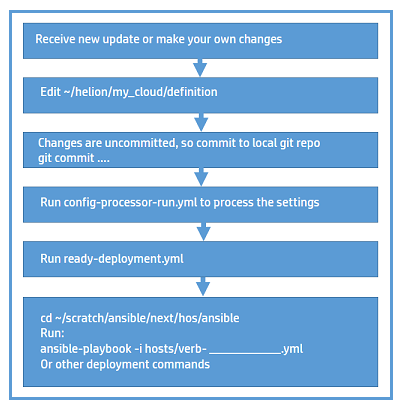 Receive new update or make your own changes
Edit ~/helion/my_cloud/definition
Changes are uncommitted, so commit to local git repo
git commit ....
Run config-processor-run.yml to process the settings
Run ready-deployment.yml
cd ~/scratch/ansible/next/hos/ansible
Run:
ansible-playbook -i hosts/verb- ____________.yml
Or other deployment commands